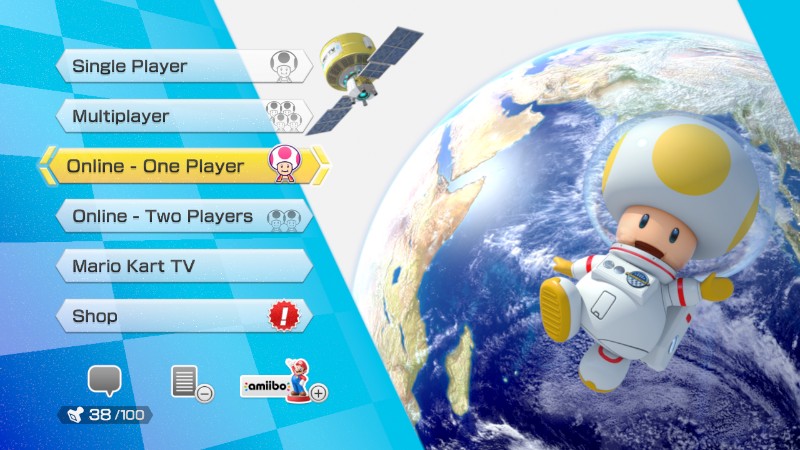 Single Player
Multiplayer
Online - One Player
Online - Two Players
Mario Kart TV
Shop
!
amiibo
38 /100